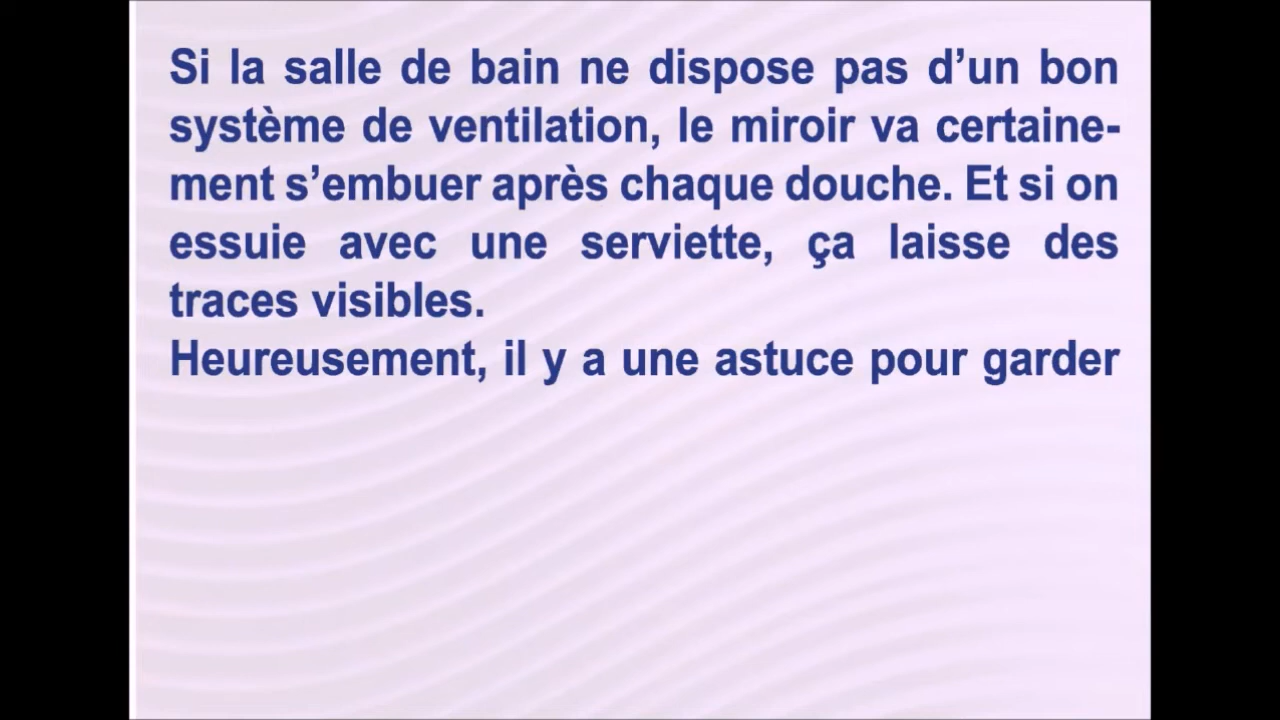 Si la salle de bain ne dispose pas d’un bon
système de ventilation, le miroir va certaine-
ment s’embuer après chaque douche. Et si on
essuie avec une serviette, ça laisse des
traces visibles.
Heureusement, il y a une astuce pour garder